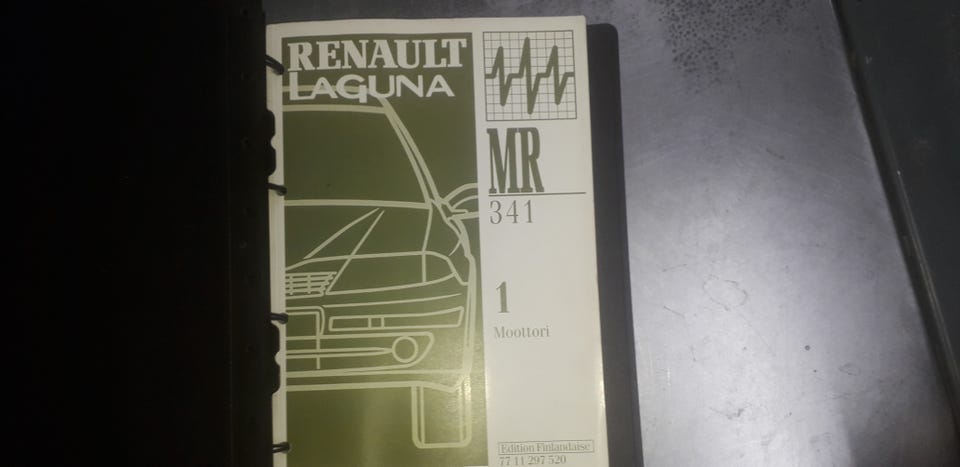 RENAULT
LAGUNA
MR
341
1
Moottori
Edition Finlandaise
77 11 297 520